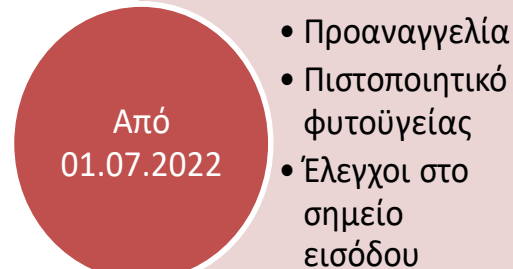 Από
01.07.2022
• Προαναγγελία
• Πιστοποιητικό
φυτοϋγείας
• Έλεγχοι στο
σημείο
εισόδου